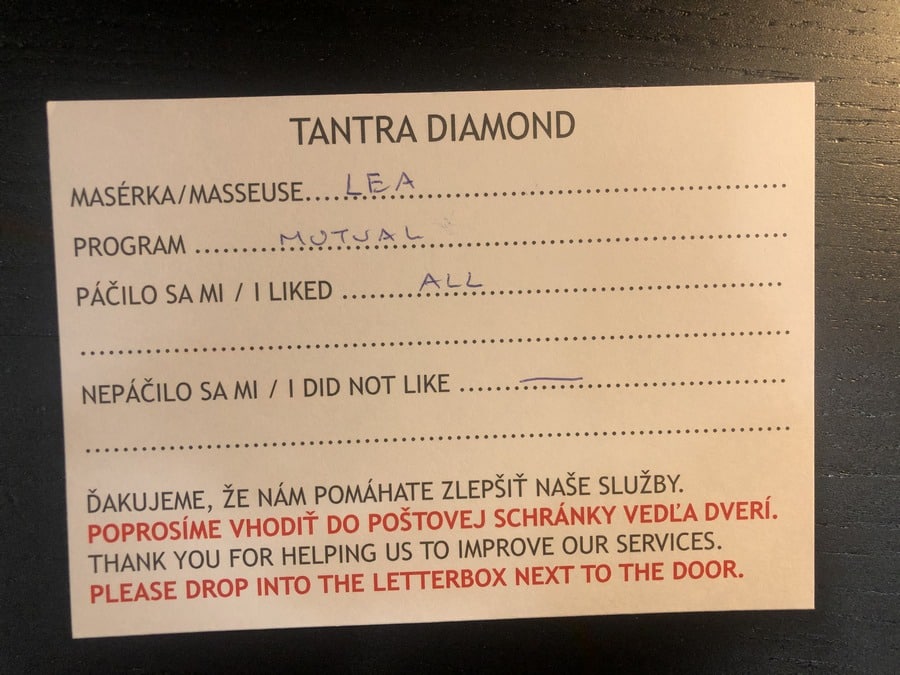 TANTRA DIAMOND
MASÉRKA/MASSEUSE....LEA..........................................
PROGRAM .........MUTUAL..........................................
PÁČILO SA MI / I LIKED .........ALL..............................
.................................................................
NEPÁČILO SA MI / I DID NOT LIKE .......—.........................
.................................................................
ĎAKUJEME, ŽE NÁM POMÁHATE ZLEPŠIŤ NAŠE SLUŽBY.
POPROSÍME VHODIŤ DO POŠTOVEJ SCHRÁNKY VEDĽA DVERÍ.
THANK YOU FOR HELPING US TO IMPROVE OUR SERVICES.
PLEASE DROP INTO THE LETTERBOX NEXT TO THE DOOR.